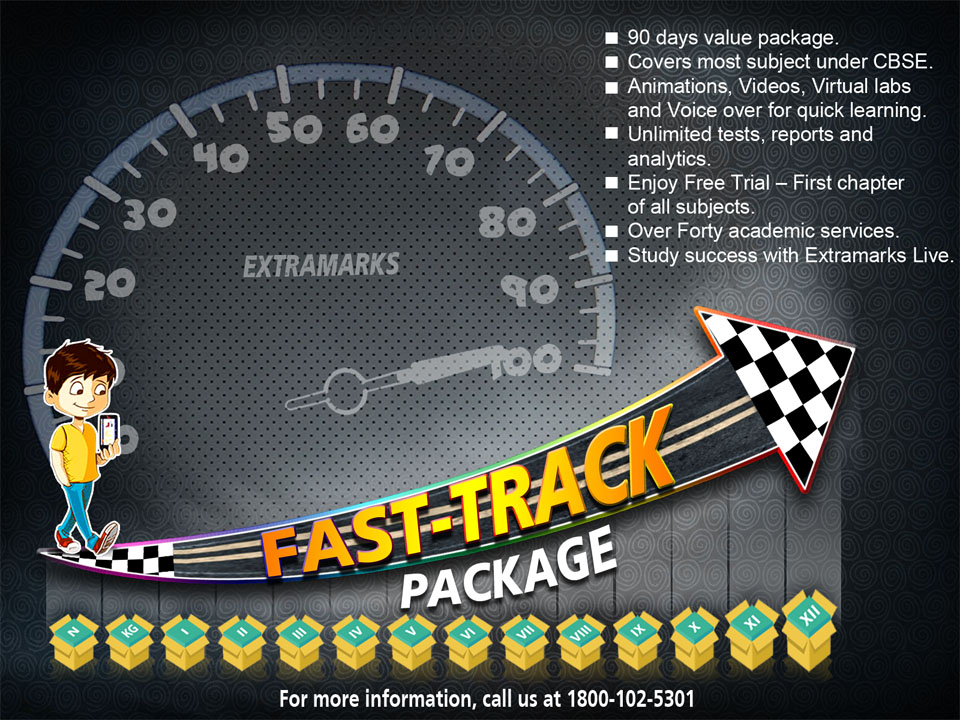 90 days value package.
Covers most subject under CBSE.
Animations, Videos, Virtual labs
and Voice over for quick learning.
Unlimited tests, reports and
analytics.
Enjoy Free Trial – First chapter
of all subjects.
Over Forty academic services.
Study success with Extramarks Live.
50 60
40 70
30 80
20 90
EXTRAMARKS
100
FAST-TRACK
PACKAGE
N KG I II III IV V VI VII VIII IX X XI XII
For more information, call us at 1800-102-5301